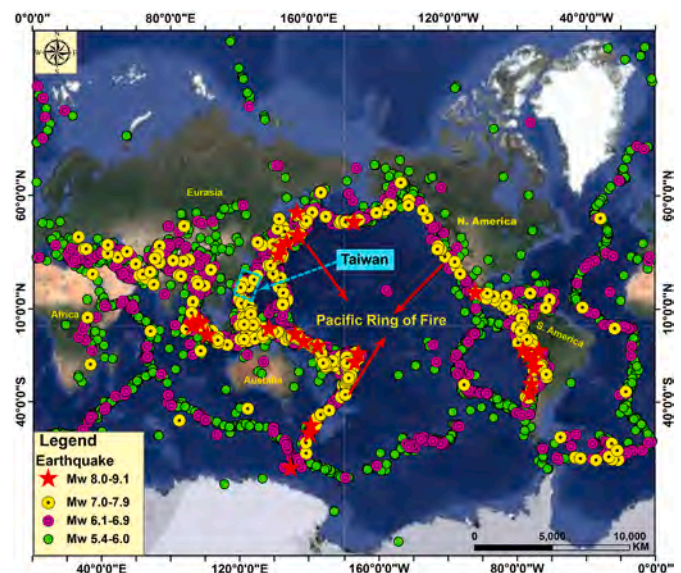 0°0'0" 40°0'0"E 80°0'0"E 120°0'0"E 160°0'0"E 160°0'0"W 120°0'0"W 80°0'0"W 40°0'0"W 0°0'0"
60°0'0"N
10°0'0"N
40°0'0"S
Eurasia
N. America
Taiwan
Africa
Pacific Ring of Fire
S. America
Australia
Legend
Earthquake
Mw 8.0-9.1
Mw 7.0-7.9
Mw 6.1-6.9
Mw 5.4-6.0
0 5,000 10,000
KM